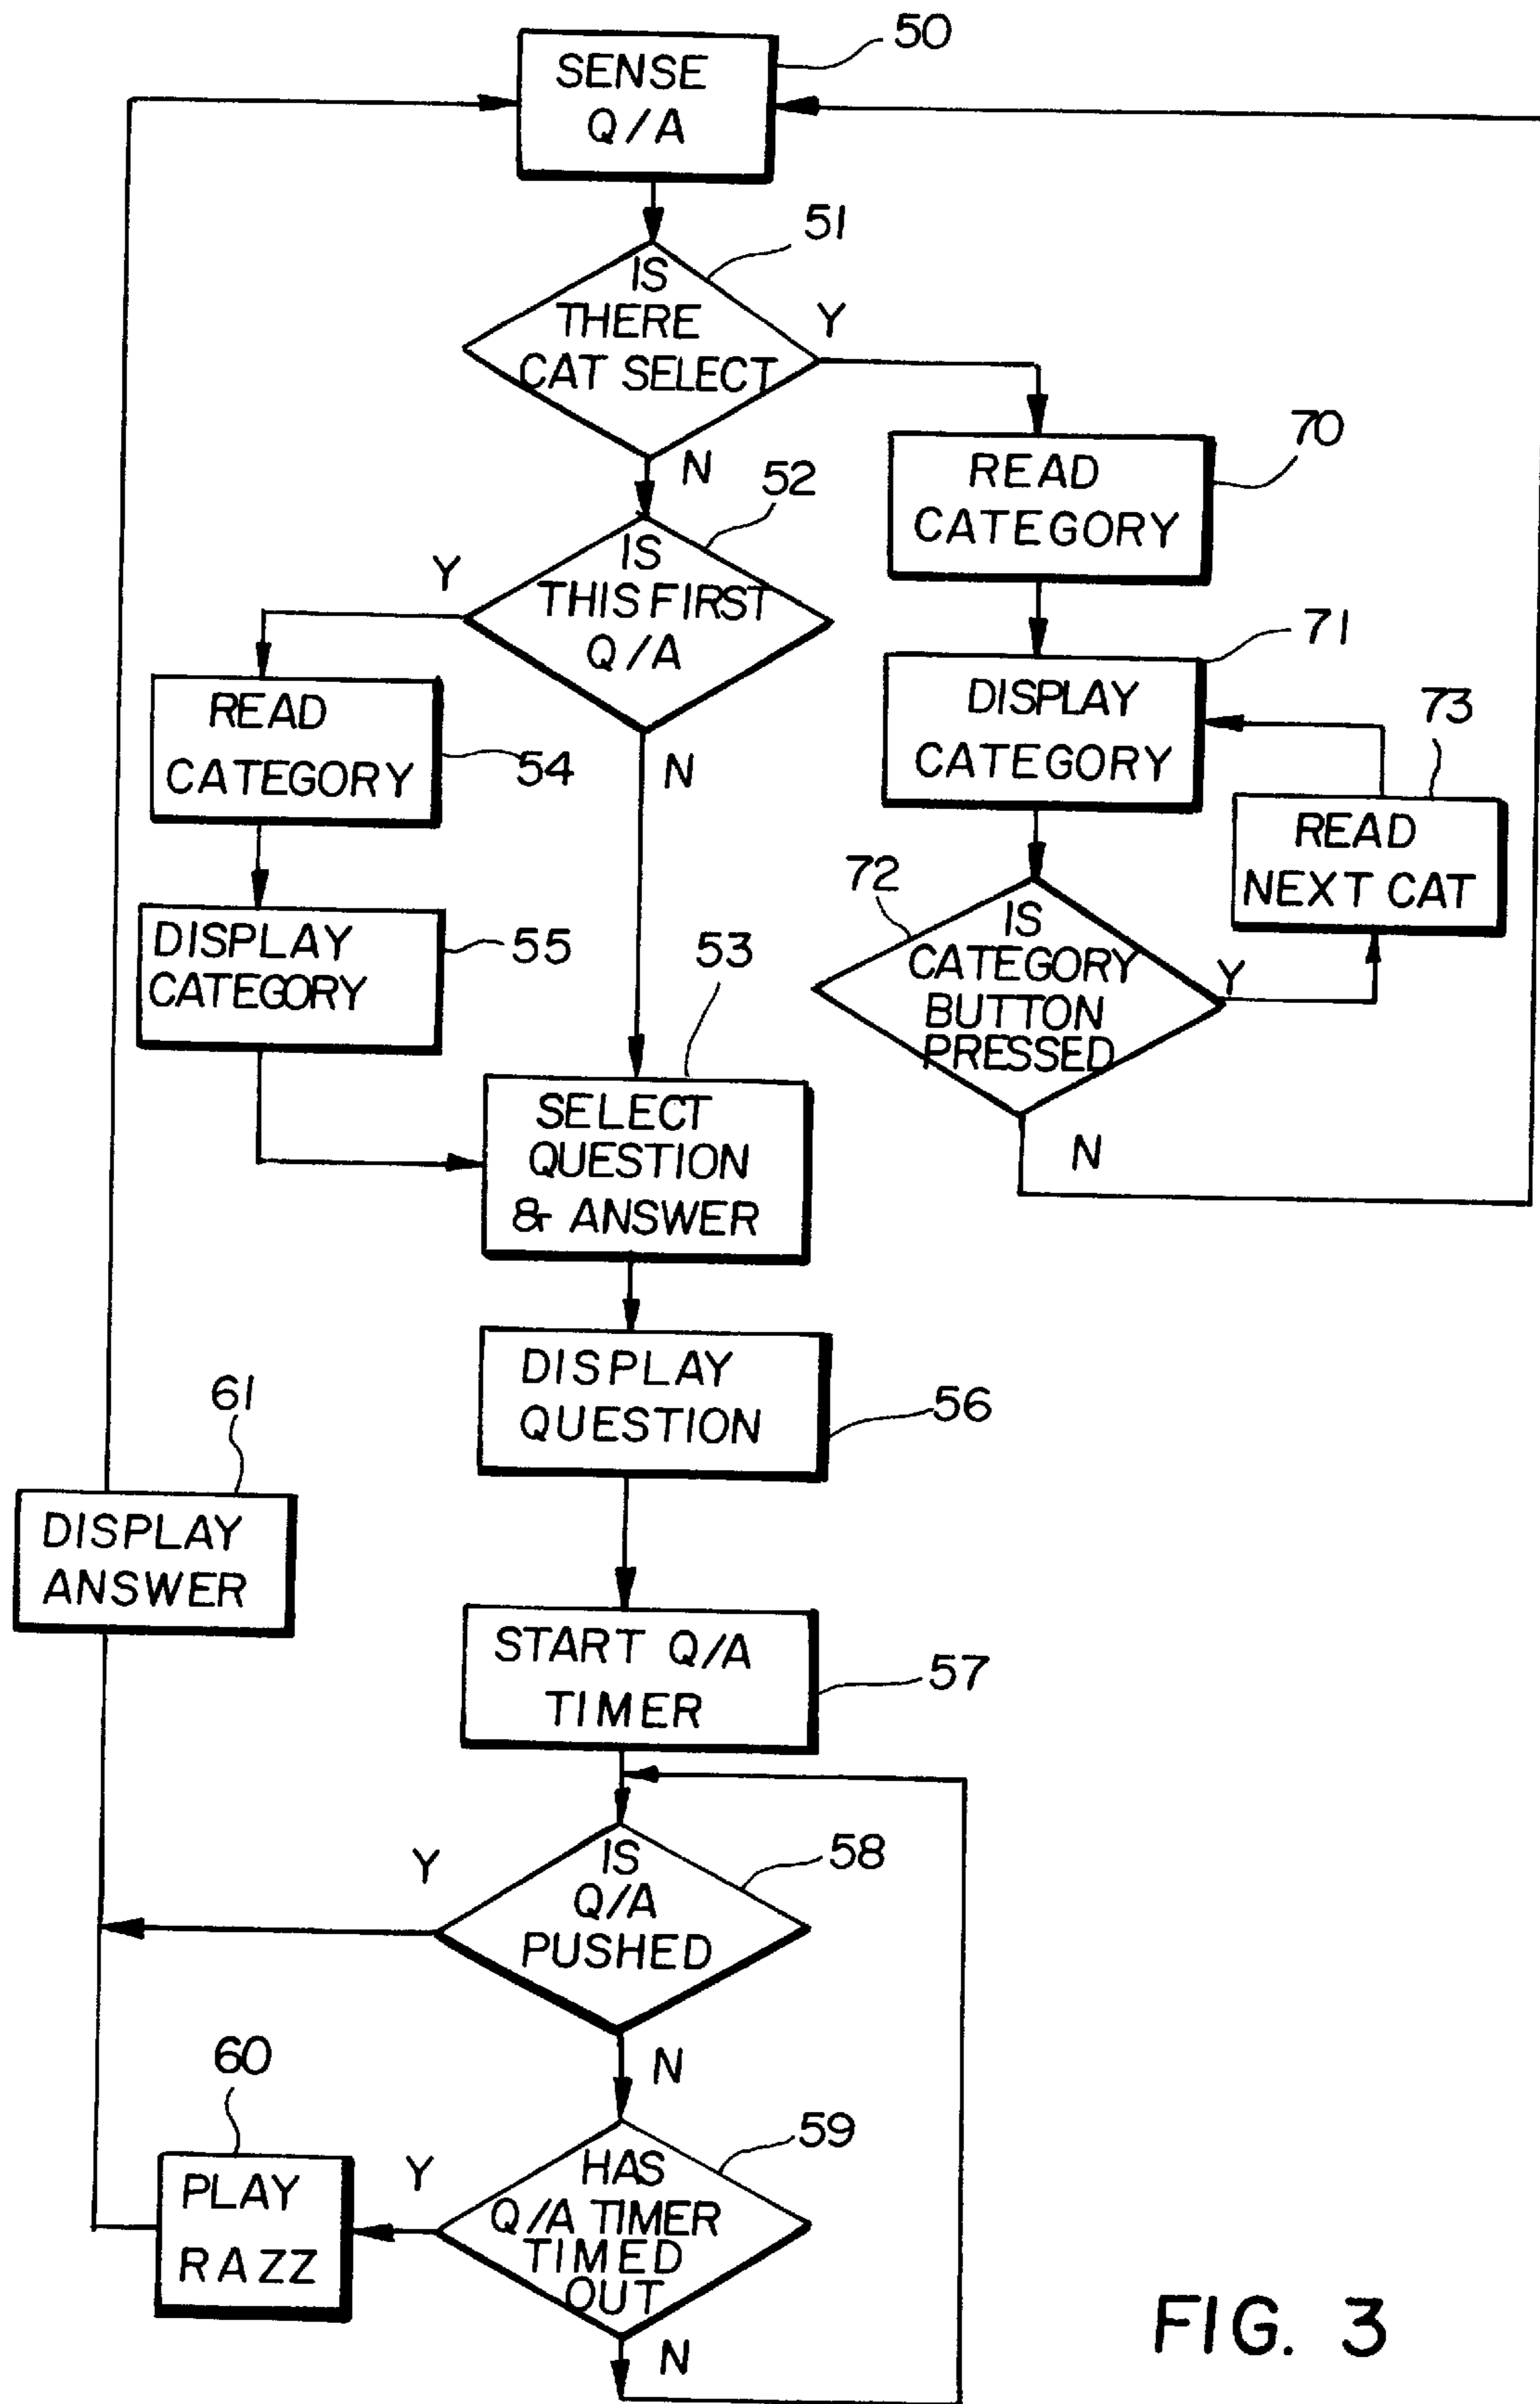 50
SENSE
Q/A
51
IS
THERE
CAT SELECT
Y
N
70
READ
CATEGORY
52
IS
THIS FIRST
Q/A
Y
N
71
DISPLAY
CATEGORY
73
READ
NEXT CAT
READ
CATEGORY
54
72
IS
CATEGORY
BUTTON
PRESSED
Y
N
DISPLAY
CATEGORY
55
53
SELECT
QUESTION
& ANSWER
DISPLAY
QUESTION
56
61
DISPLAY
ANSWER
START Q/A
TIMER
57
58
IS
Q/A
PUSHED
Y
N
60
PLAY
RAZZ
59
HAS
Q/A TIMER
TIMED
OUT
Y
N
FIG. 3